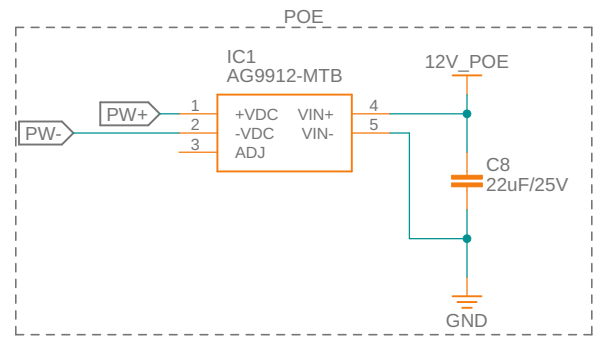 POE
IC1
AG9912-MTB
12V_POE
PW+
1
+VDC
VIN+
4
PW-
2
-VDC
VIN-
5
3
ADJ
C8
22uF/25V
GND